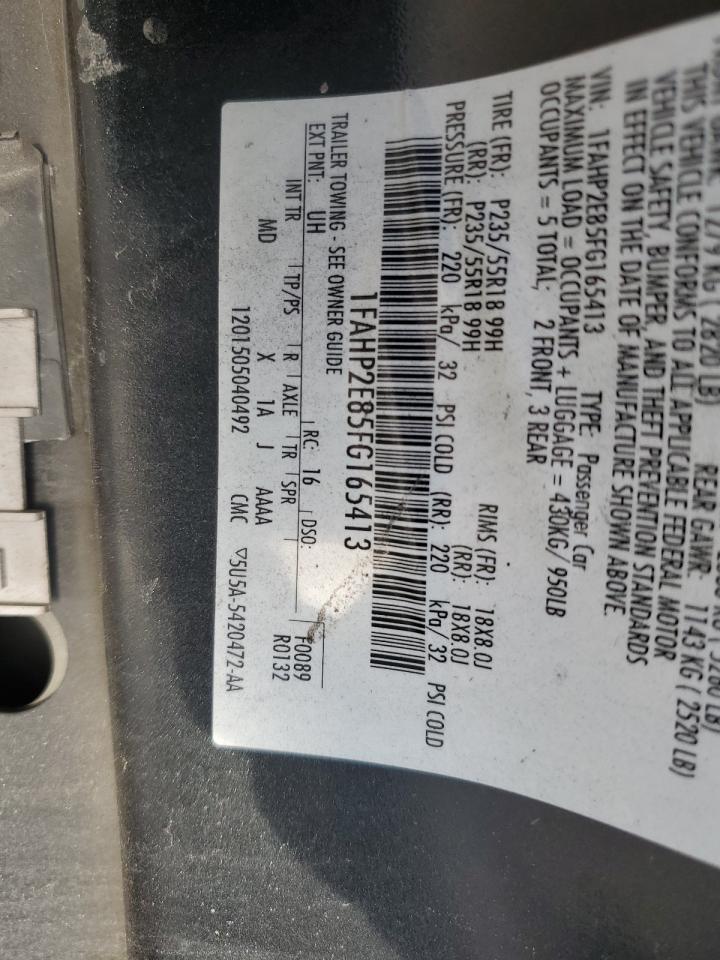 1279 KG ( 2820 LB) REAR GAWR: 1143 KG ( 2520 LB)
THIS VEHICLE CONFORMS TO ALL APPLICABLE FEDERAL MOTOR
VEHICLE SAFETY, BUMPER, AND THEFT PREVENTION STANDARDS
IN EFFECT ON THE DATE OF MANUFACTURE SHOWN ABOVE.
VIN: 1FAHP2E85FG165413 TYPE: Passenger Car
MAXIMUM LOAD = OCCUPANTS + LUGGAGE = 430KG/ 950LB
OCCUPANTS = 5 TOTAL; 2 FRONT, 3 REAR
TIRE (FR): P235/55R18 99H RIMS (FR): 18X8.0J
(RR): P235/55R18 99H (RR): 18X8.0J
PRESSURE (FR): 220 kPa/ 32 PSI COLD (RR): 220 kPa/ 32 PSI COLD
1FAHP2E85FG165413
TRAILER TOWING - SEE OWNER GUIDE
EXT PNT: UH RC: 16 DSO: F0089
R0132
INT TR TP/PS R AXLE TR SPR
MD X 1A J AAAA
1201505040492 CMC ▽5U5A-5420472-AA